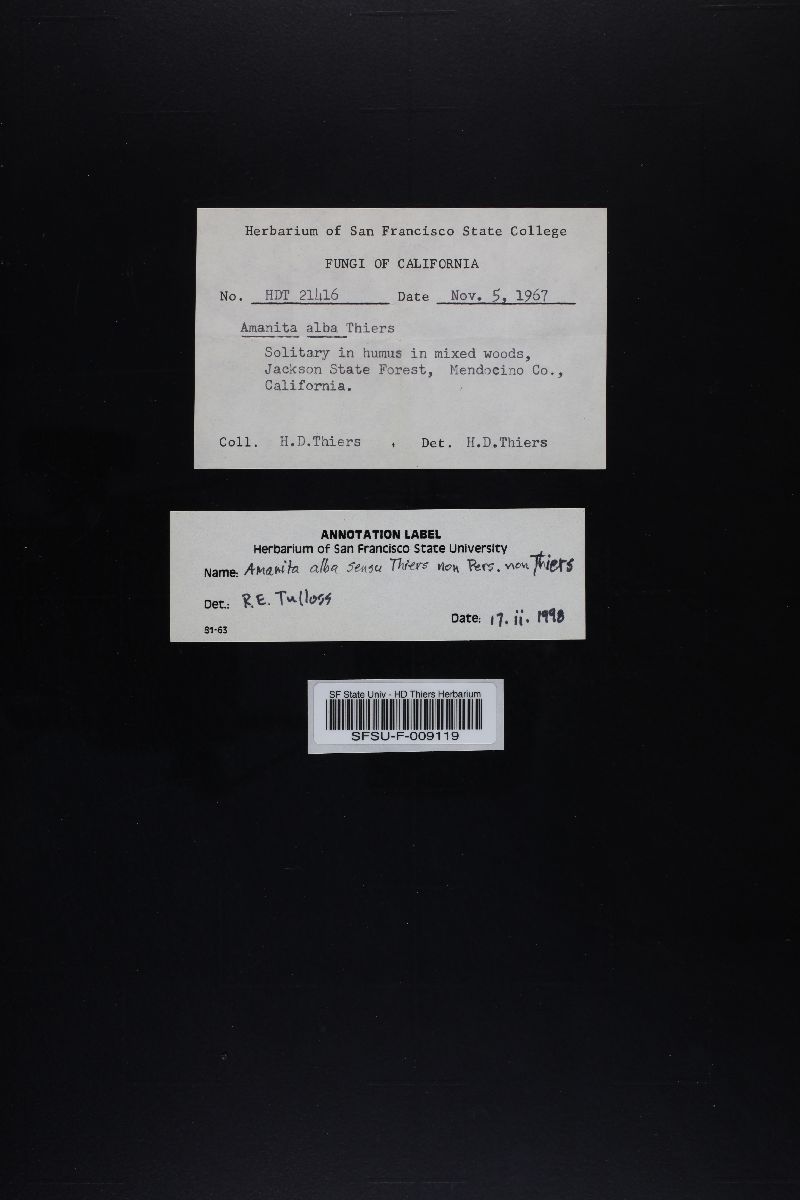 Herbarium of San Francisco State College
FUNGI OF CALIFORNIA
No. HDT 21416 Date Nov. 5, 1967
Amanita alba Thiers
Solitary in humus in mixed woods,
Jackson State Forest, Mendocino Co.,
California.
Coll. H.D.Thiers , Det. H.D.Thiers
ANNOTATION LABEL
Herbarium of San Francisco State University
Name: Amanita alba sensu Thiers non Pers. non Thiers
Det.: R.E. Tulloss
Date: 17.ii.1998
81-63
SF State Univ - HD Thiers Herbarium
SFSU-F-009119